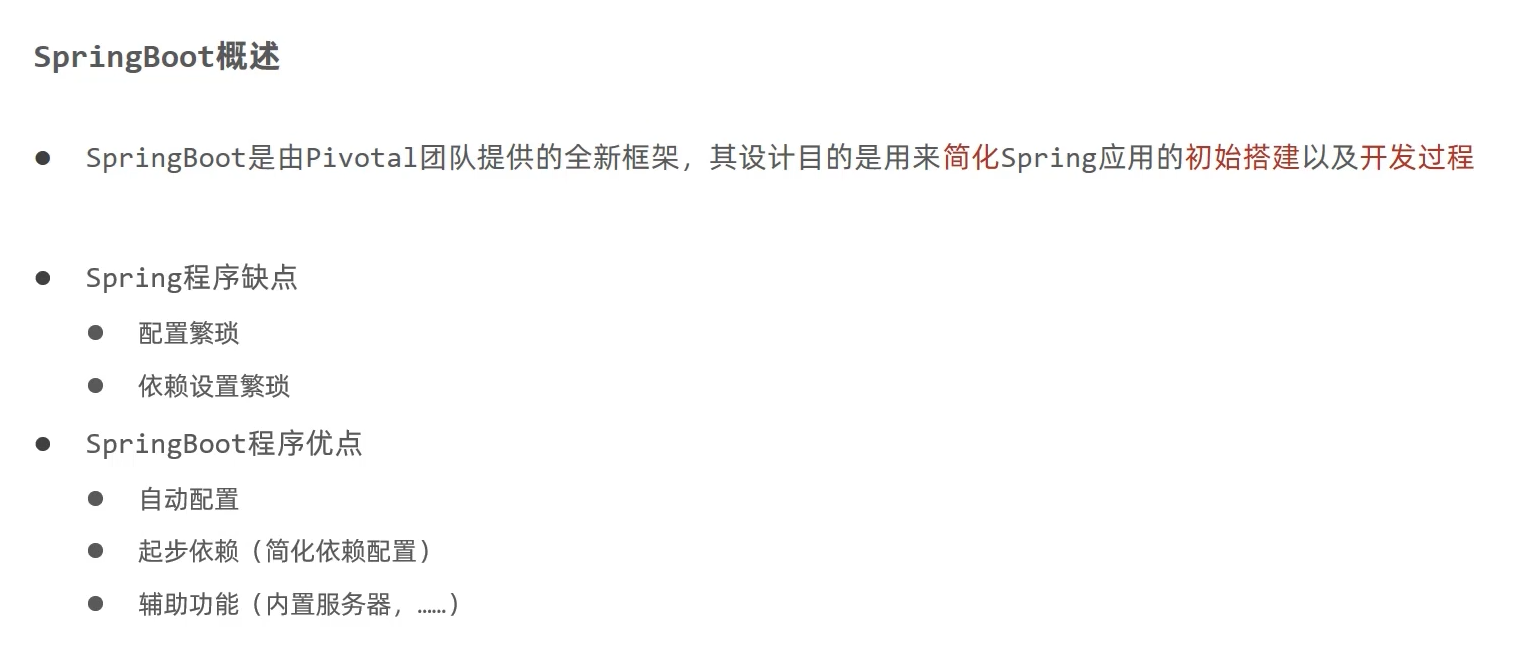 SpringBoot概述
● SpringBoot是由Pivotal团队提供的全新框架，其设计目的是用来简化Spring应用的初始搭建以及开发过程
● Spring程序缺点
● 配置繁琐
● 依赖设置繁琐
● SpringBoot程序优点
● 自动配置
● 起步依赖（简化依赖配置）
● 辅助功能（内置服务器，……）